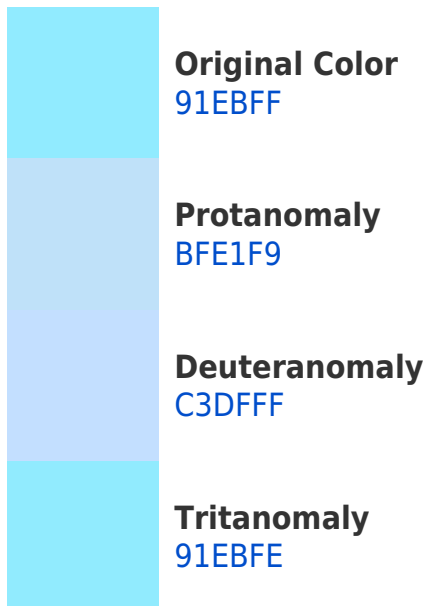 Original Color
91EBFF
Protanomaly
BFE1F9
Deuteranomaly
C3DFFF
Tritanomaly
91EBFE